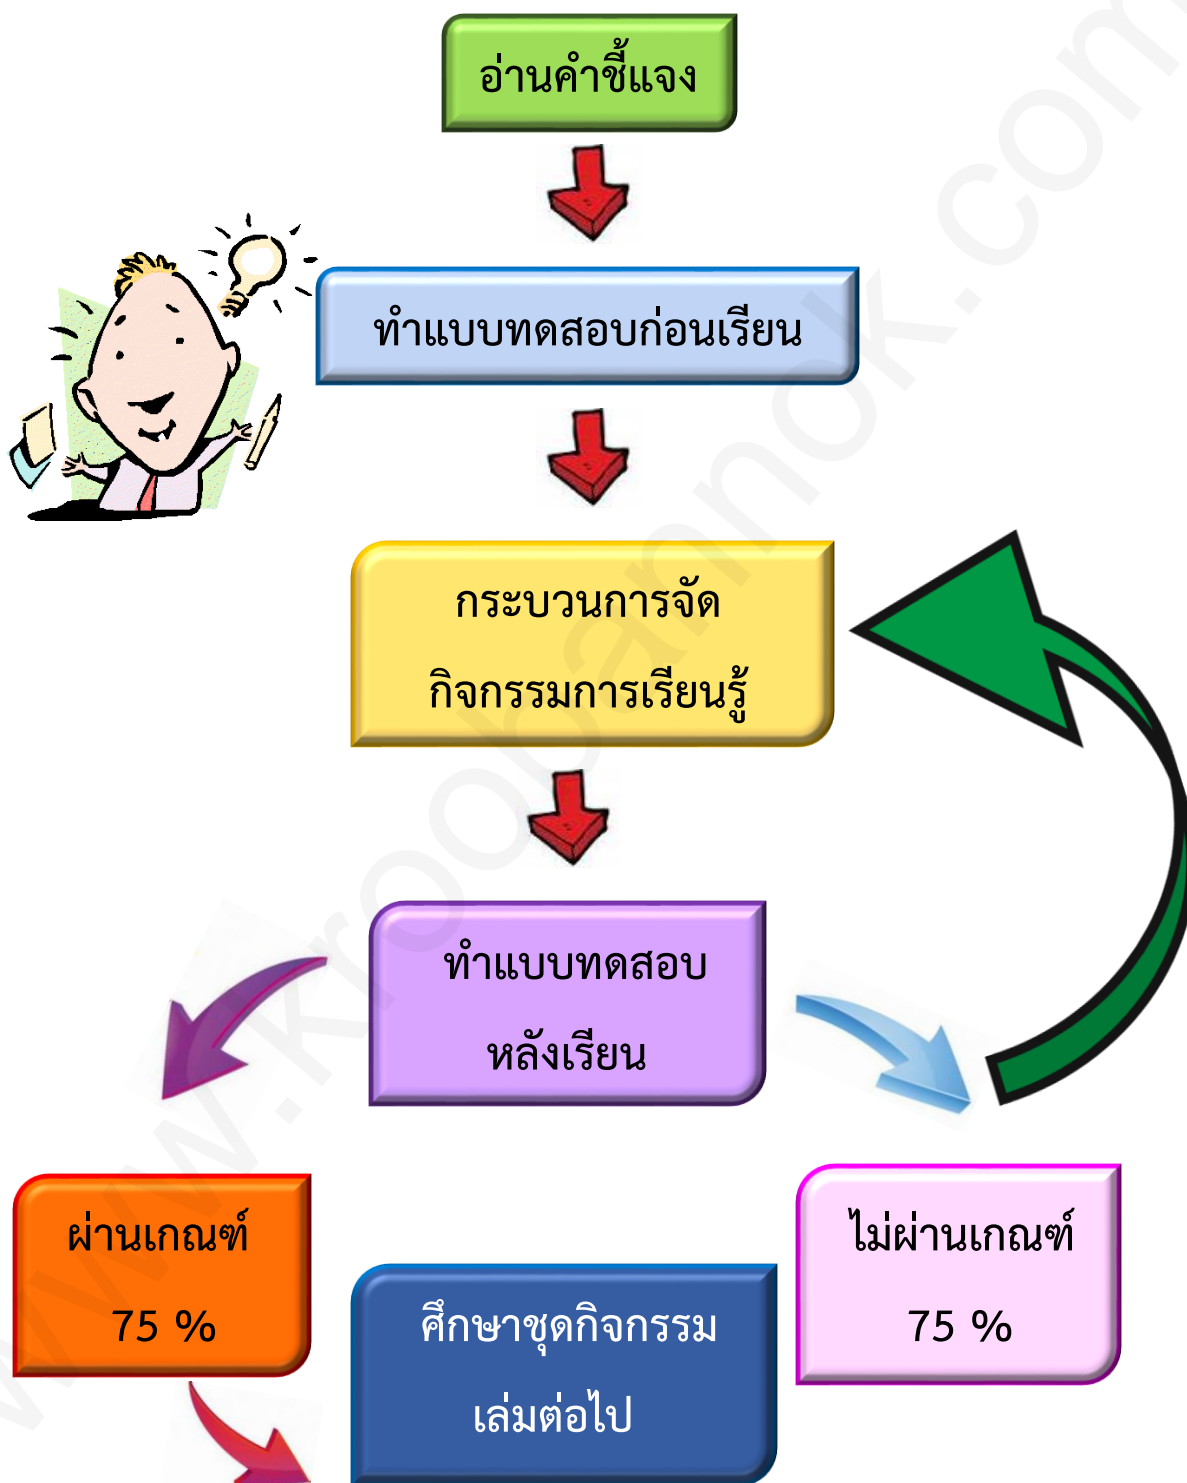 อ่านคำชี้แจง
ทำแบบทดสอบก่อนเรียน
กระบวนการจัด
กิจกรรมการเรียนรู้
ทำแบบทดสอบ
หลังเรียน
ผ่านเกณฑ์
75 %
ไม่ผ่านเกณฑ์
75 %
ศึกษาชุดกิจกรรม
เล่มต่อไป
www.kroobannok.com